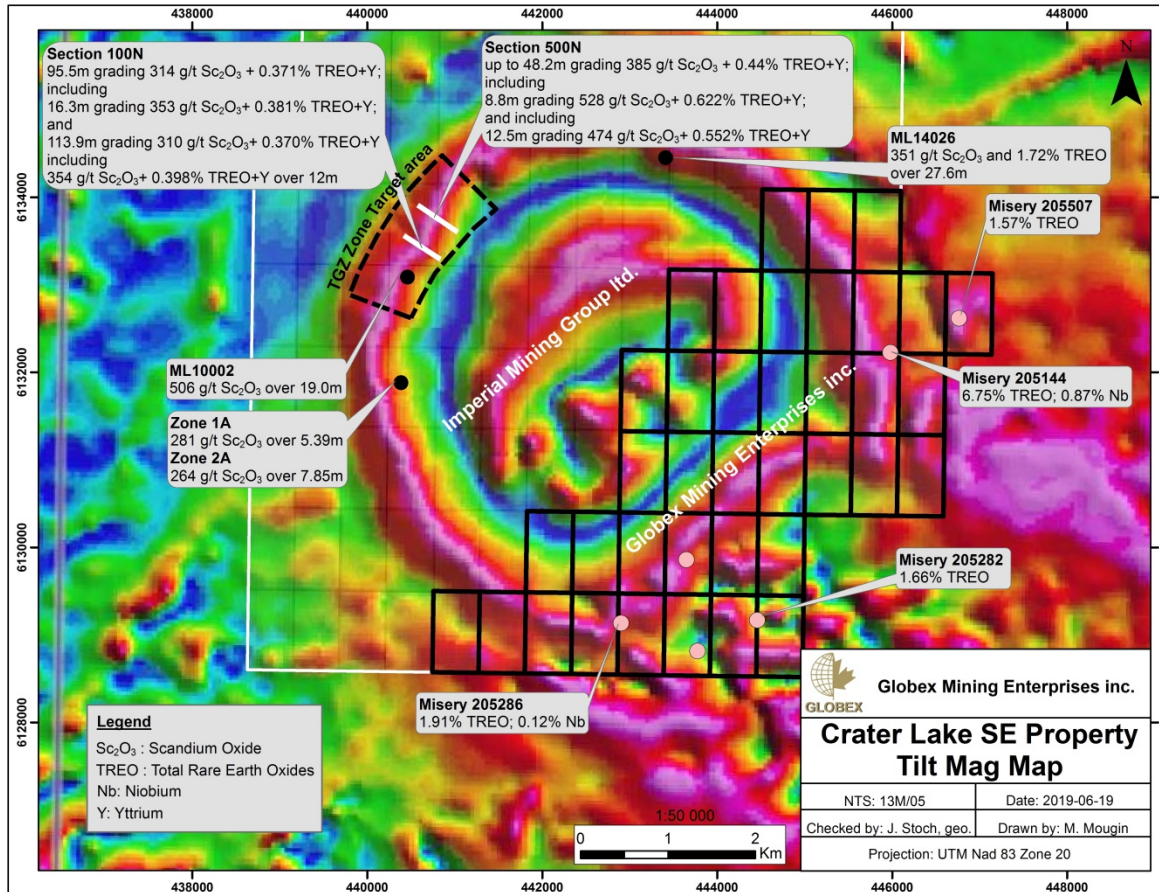 438000 440000 442000 444000 446000 448000
Section 100N
95.5m grading 314 g/t Sc₂O₃ + 0.371% TREO+Y;
including
16.3m grading 353 g/t Sc₂O₃+ 0.381% TREO+Y;
and
113.9m grading 310 g/t Sc₂O₃+ 0.370% TREO+Y
including
354 g/t Sc₂O₃+ 0.398% TREO+Y over 12m
Section 500N
up to 48.2m grading 385 g/t Sc₂O₃ + 0.44% TREO+Y;
including
8.8m grading 528 g/t Sc₂O₃+ 0.622% TREO+Y;
and including
12.5m grading 474 g/t Sc₂O₃+ 0.552% TREO+Y
N
ML14026
351 g/t Sc₂O₃ and 1.72% TREO
over 27.6m
Misery 205507
1.57% TREO
TGZ Zone Target area
Imperial Mining Group ltd.
Globex Mining Enterprises inc.
ML10002
506 g/t Sc₂O₃ over 19.0m
Zone 1A
281 g/t Sc₂O₃ over 5.39m
Zone 2A
264 g/t Sc₂O₃ over 7.85m
Misery 205144
6.75% TREO; 0.87% Nb
Misery 205282
1.66% TREO
Misery 205286
1.91% TREO; 0.12% Nb
6134000
6132000
6130000
6128000
6134000
6132000
6130000
Legend
Sc₂O₃ : Scandium Oxide
TREO : Total Rare Earth Oxides
Nb: Niobium
Y: Yttrium
1:50 000
0 1 2
Km
GLOBEX
Globex Mining Enterprises inc.
Crater Lake SE Property
Tilt Mag Map
NTS: 13M/05
Date: 2019-06-19
Checked by: J. Stoch, geo.
Drawn by: M. Mougin
Projection: UTM Nad 83 Zone 20
438000 440000 442000 444000 446000 448000